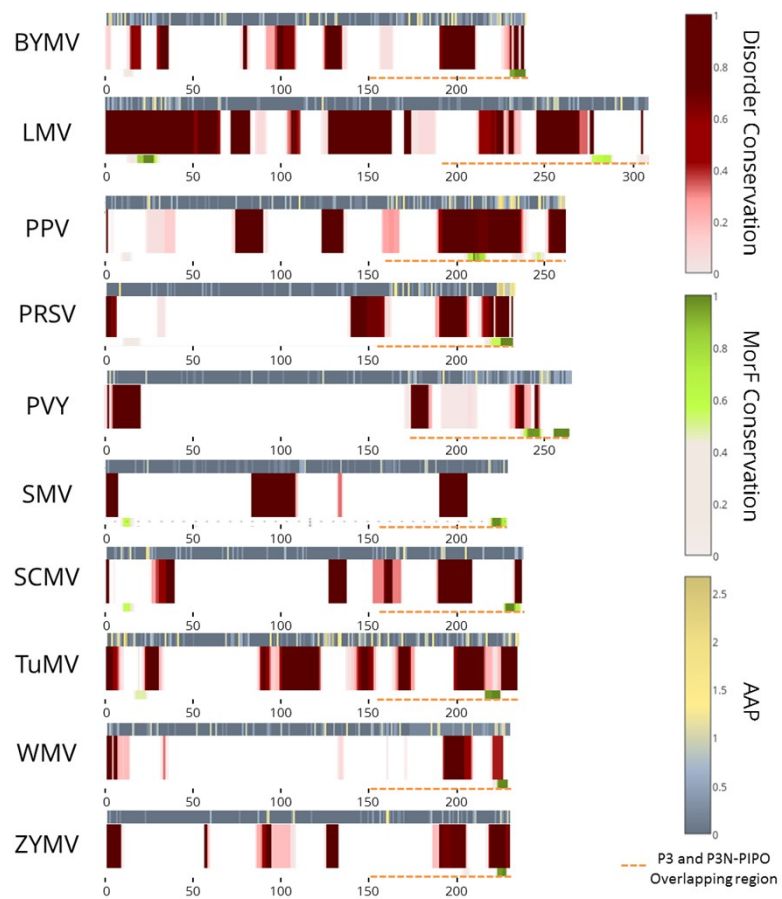 BYMV
0 50 100 150 200
LMV
0 50 100 150 200 250 300
PPV
0 50 100 150 200 250
PRSV
0 50 100 150 200
PVY
0 50 100 150 200 250
SMV
0 50 100 150 200
SCMV
0 50 100 150 200
TuMV
0 50 100 150 200
WMV
0 50 100 150 200
ZYMV
0 50 100 150 200
1
0.8
0.6
0.4
0.2
0
Disorder Conservation
1
0.8
0.6
0.4
0.2
0
MorF Conservation
2.5
2
1.5
1
0.5
0
AAP
P3 and P3N-PIPO
Overlapping region